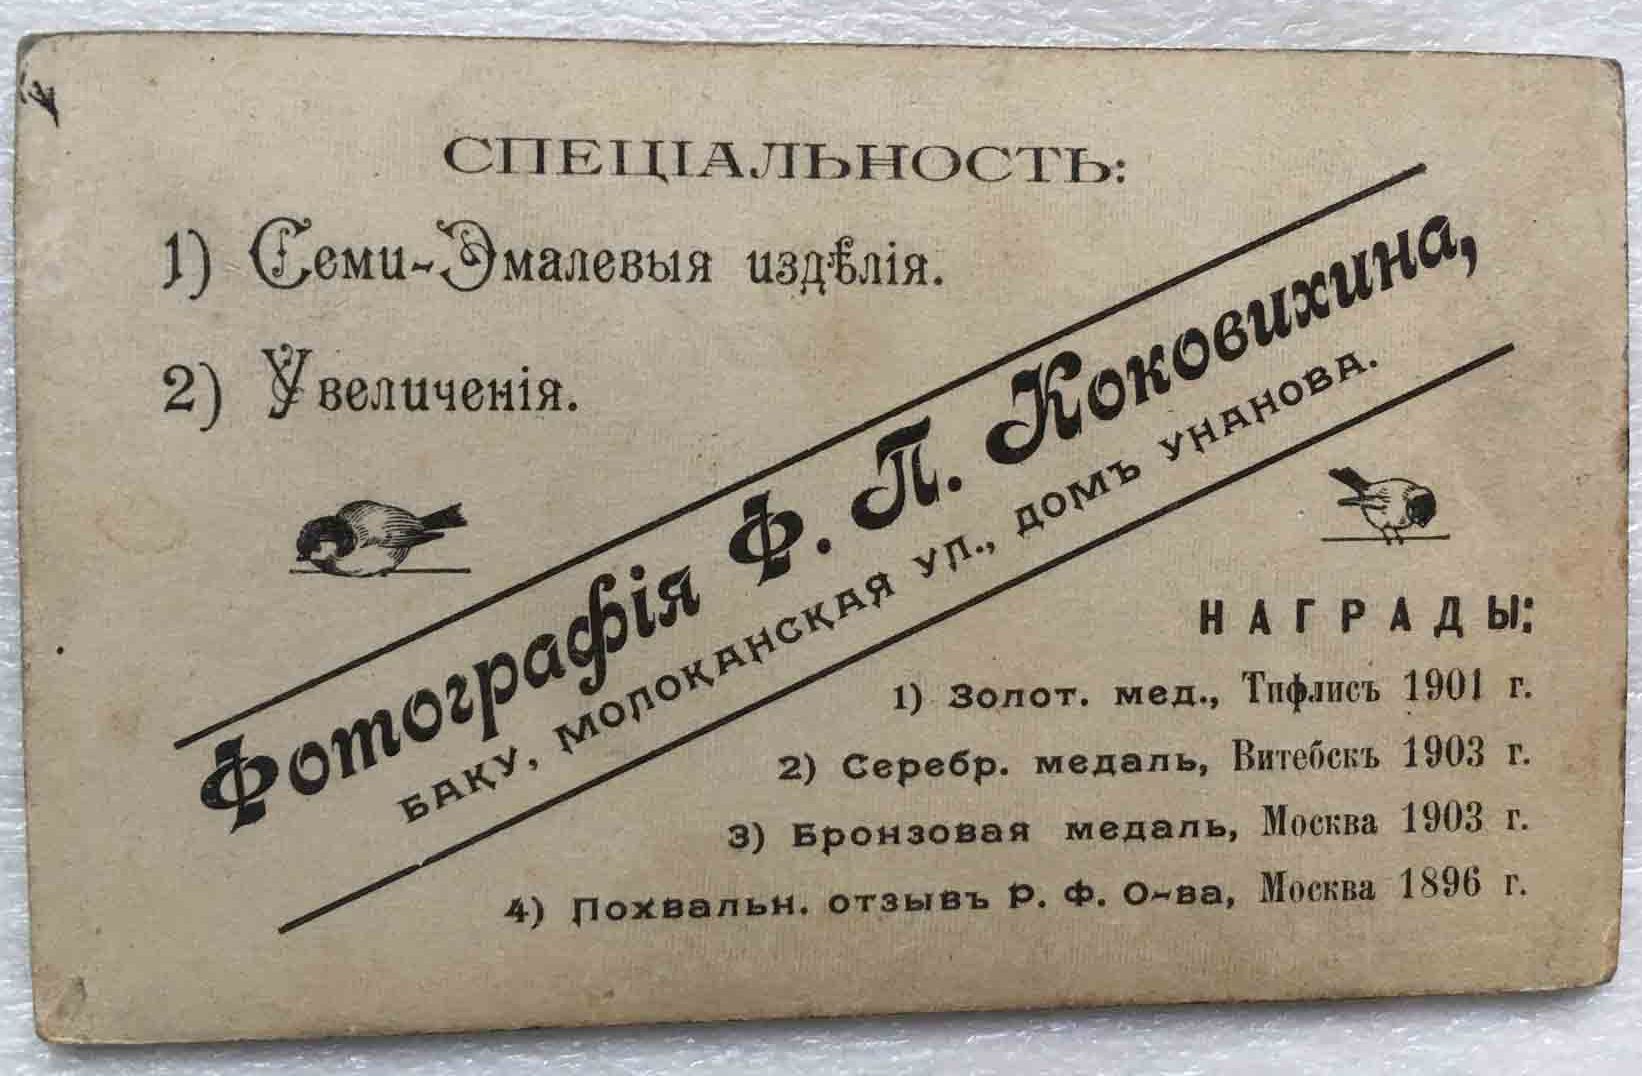 СПЕЦІАЛЬНОСТЬ:
1) Семи-Эмалевыя издѣлія.
2) Увеличенія.
Фотографія Ф. П. Коковихина,
БАКУ, МОЛОКАНСКАЯ УЛ., ДОМЪ УНАНОВА.
НАГРАДЫ:
1) Золот. мед., Тифлисъ 1901 г.
2) Серебр. медаль, Витебскъ 1903 г.
3) Бронзовая медаль, Москва 1903 г.
4) Похвальн. отзывъ Р. Ф. О-ва, Москва 1896 г.